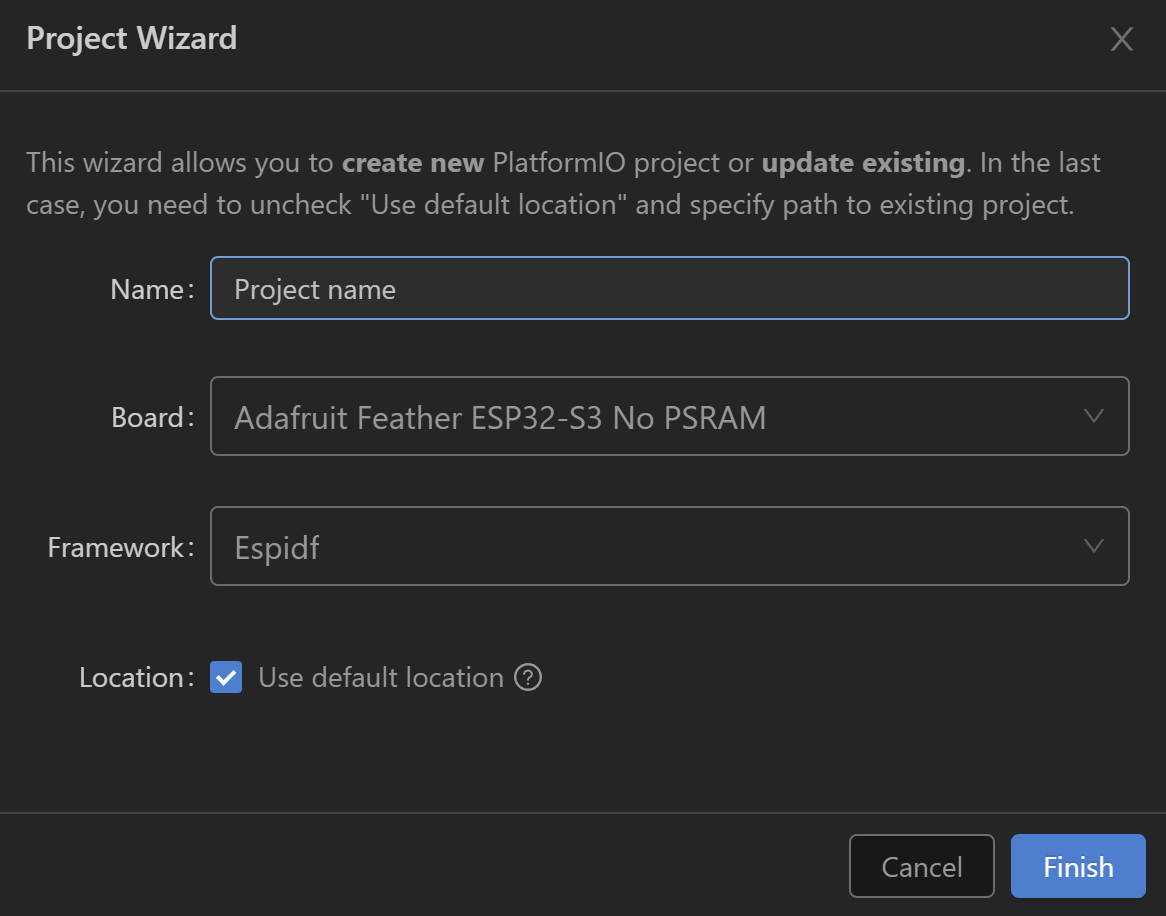 Project Wizard
This wizard allows you to create new PlatformIO project or update existing. In the last
case, you need to uncheck "Use default location" and specify path to existing project.
Name: Project name
Board: Adafruit Feather ESP32-S3 No PSRAM
Framework: Espidf
Location: Use default location ?
Cancel Finish